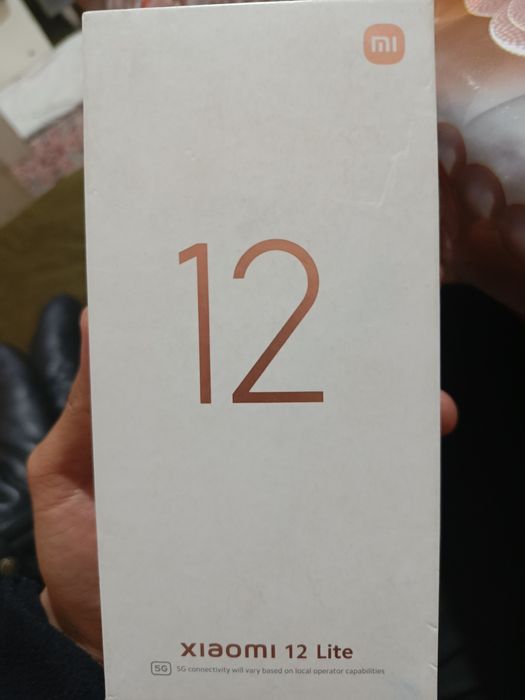 mi
12
xiaomi 12 Lite
5G 5G connectivity will vary based on local operator capabilities